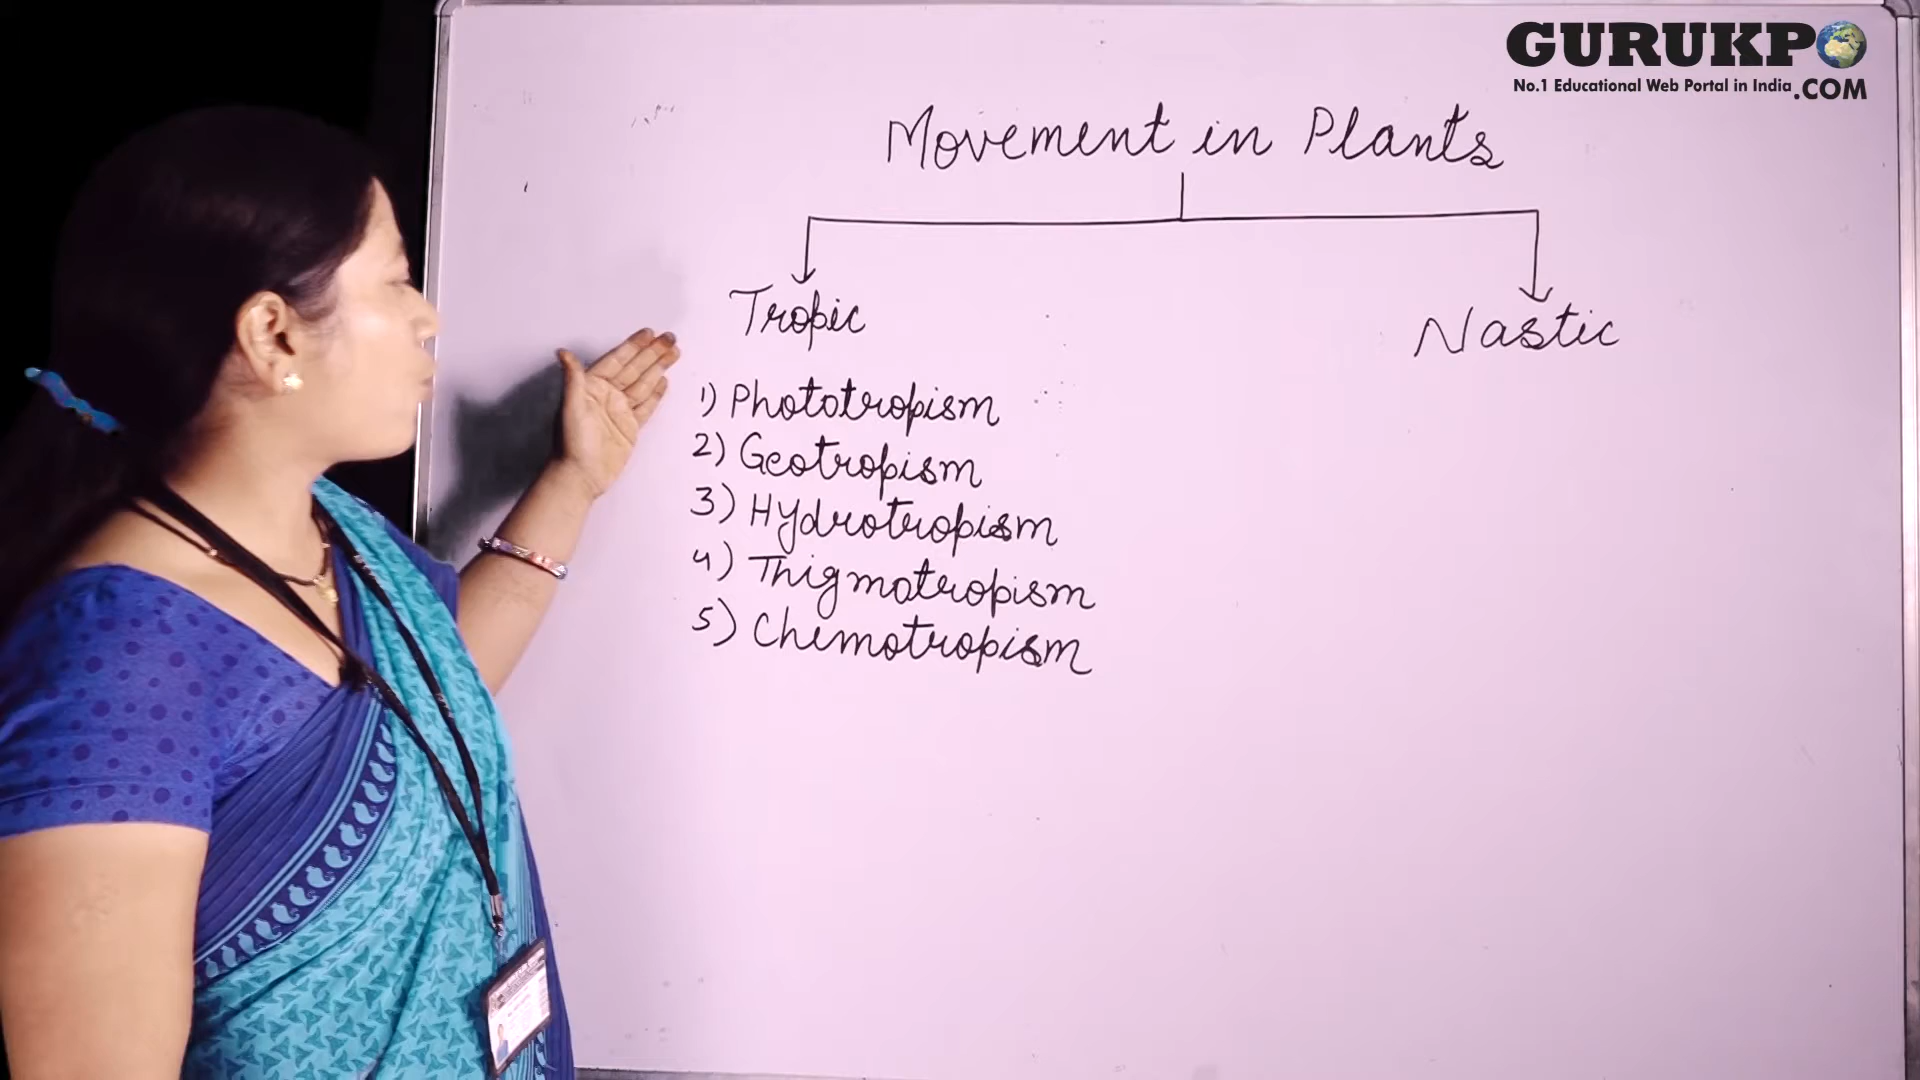 GURUKPO
No.1 Educational Web Portal in India .COM
Movement in Plants
Tropic
Nastic
1) Phototropism
2) Geotropism
3) Hydrotropism
4) Thigmotropism
5) Chemotropism